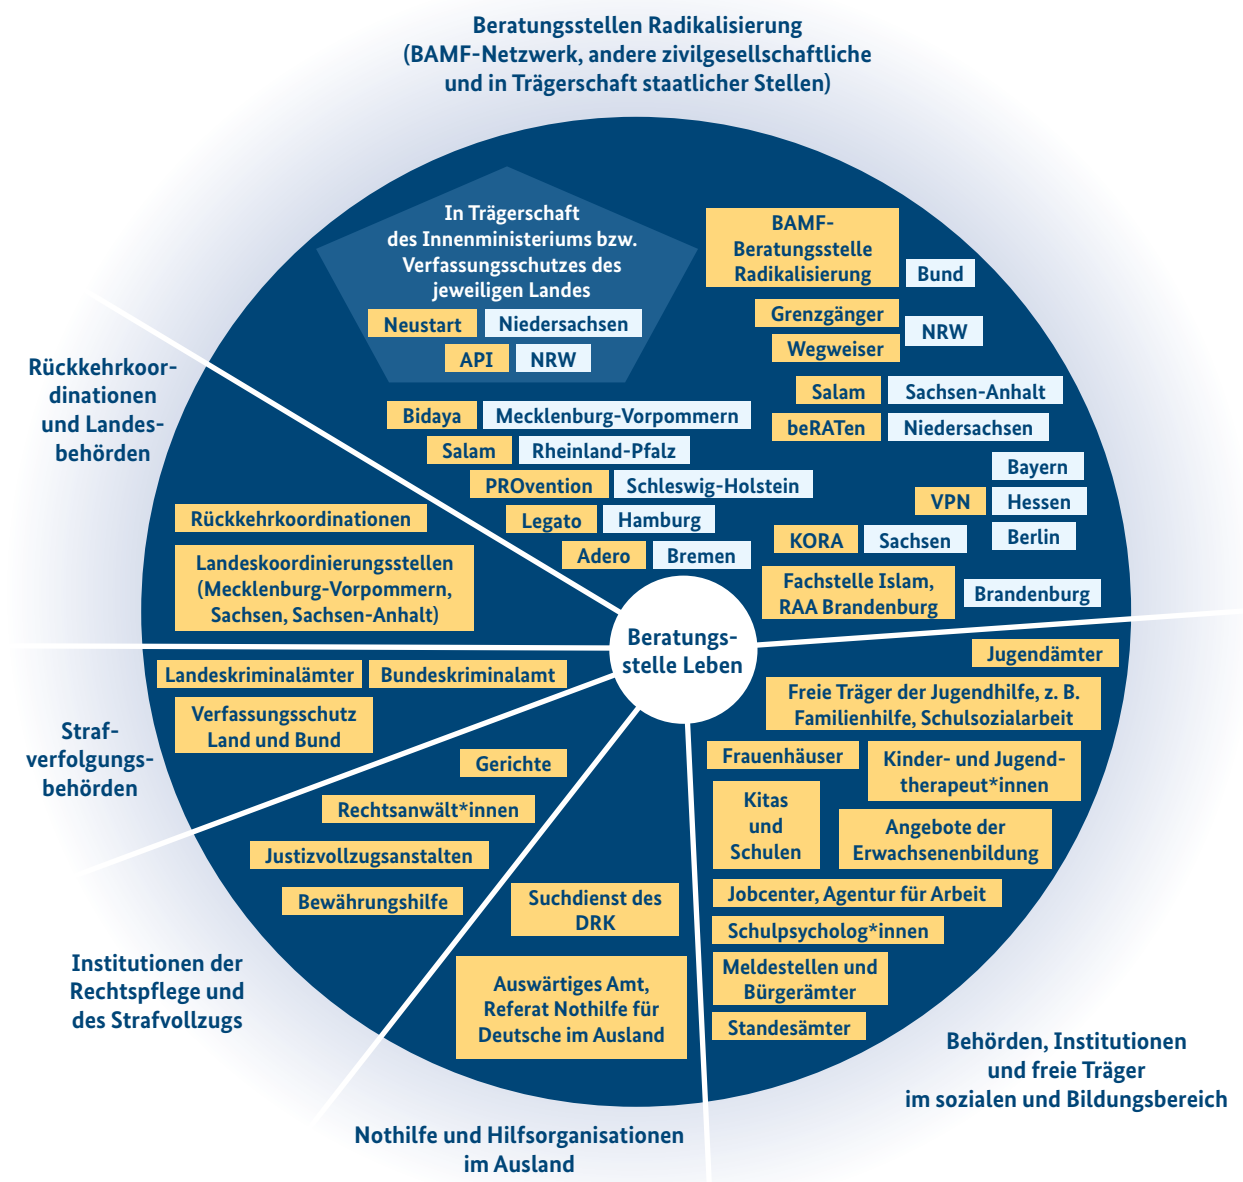 Beratungsstellen Radikalisierung
(BAMF-Netzwerk, andere zivilgesellschaftliche
und in Trägerschaft staatlicher Stellen)
In Trägerschaft
des Innenministeriums bzw.
Verfassungsschutzes des
jeweiligen Landes
Neustart Niedersachsen
API NRW
Bidaya Mecklenburg-Vorpommern
Salam Rheinland-Pfalz
PROvention Schleswig-Holstein
Legato Hamburg
Adero Bremen
BAMF-
Beratungsstelle
Radikalisierung
Bund
Grenzgänger
Wegweiser
NRW
Salam Sachsen-Anhalt
beRATen Niedersachsen
Bayern
VPN Hessen
Berlin
KORA Sachsen
Fachstelle Islam,
RAA Brandenburg
Brandenburg
Rückkehrkoor-
dinationen
und Landes-
behörden
Rückkehrkoordinationen
Landeskoordinierungsstellen
(Mecklenburg-Vorpommern,
Sachsen, Sachsen-Anhalt)
Beratungs-
stelle Leben
Straf-
verfolgungs-
behörden
Landeskriminalämter Bundeskriminalamt
Verfassungsschutz
Land und Bund
Institutionen der
Rechtspflege und
des Strafvollzugs
Gerichte
Rechtsanwält*innen
Justizvollzugsanstalten
Bewährungshilfe
Suchdienst des
DRK
Auswärtiges Amt,
Referat Nothilfe für
Deutsche im Ausland
Nothilfe und Hilfsorganisationen
im Ausland
Jugendämter
Freie Träger der Jugendhilfe, z. B.
Familienhilfe, Schulsozialarbeit
Frauenhäuser
Kinder- und Jugend-
therapeut*innen
Kitas
und
Schulen
Angebote der
Erwachsenenbildung
Jobcenter, Agentur für Arbeit
Schulpsycholog*innen
Meldestellen und
Bürgerämter
Standesämter
Behörden, Institutionen
und freie Träger
im sozialen und Bildungsbereich